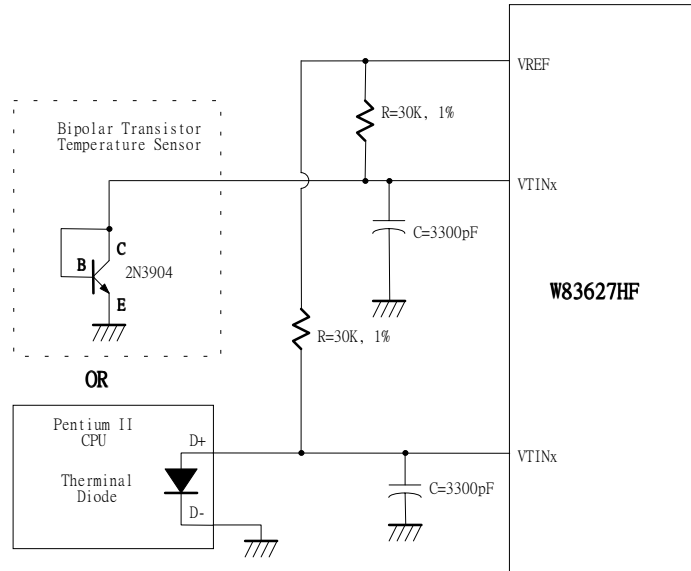 VREF
R=30K, 1%
Bipolar Transistor
Temperature Sensor
VTINx
C=3300pF
C
B
2N3904
E
W83627HF
R=30K, 1%
OR
Pentium II
CPU
D+
VTINx
Therminal
Diode
C=3300pF
D-